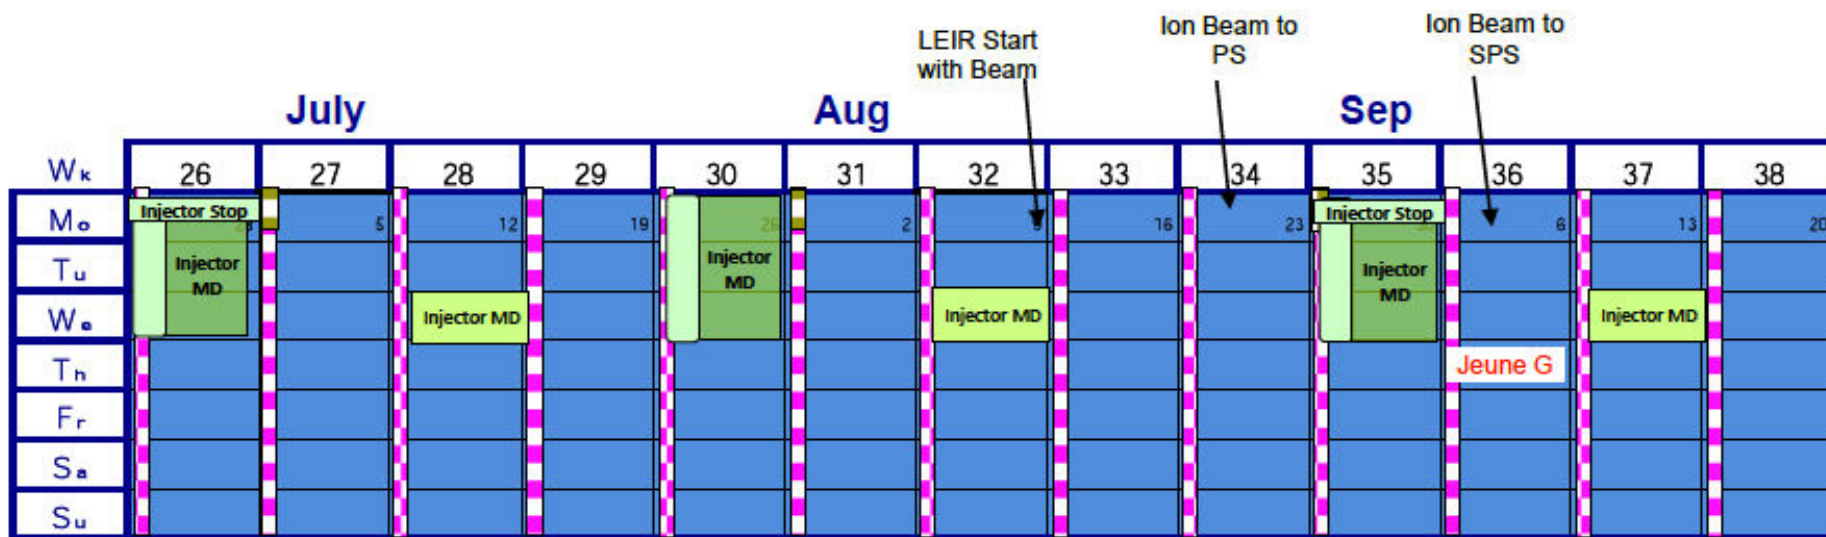 LEIR Start
with Beam
Ion Beam to
PS
Ion Beam to
SPS
July
Aug
Sep
Wk 26 27 28 29 30 31 32 33 34 35 36 37 38
Mo Injector Stop 5 12 19 26 2 9 16 23 Injector Stop 6 13 20
Tu Injector
MD
Injector
MD
Injector
MD
We Injector MD Injector MD Injector MD
Th Jeune G
Fr
Sa
Su